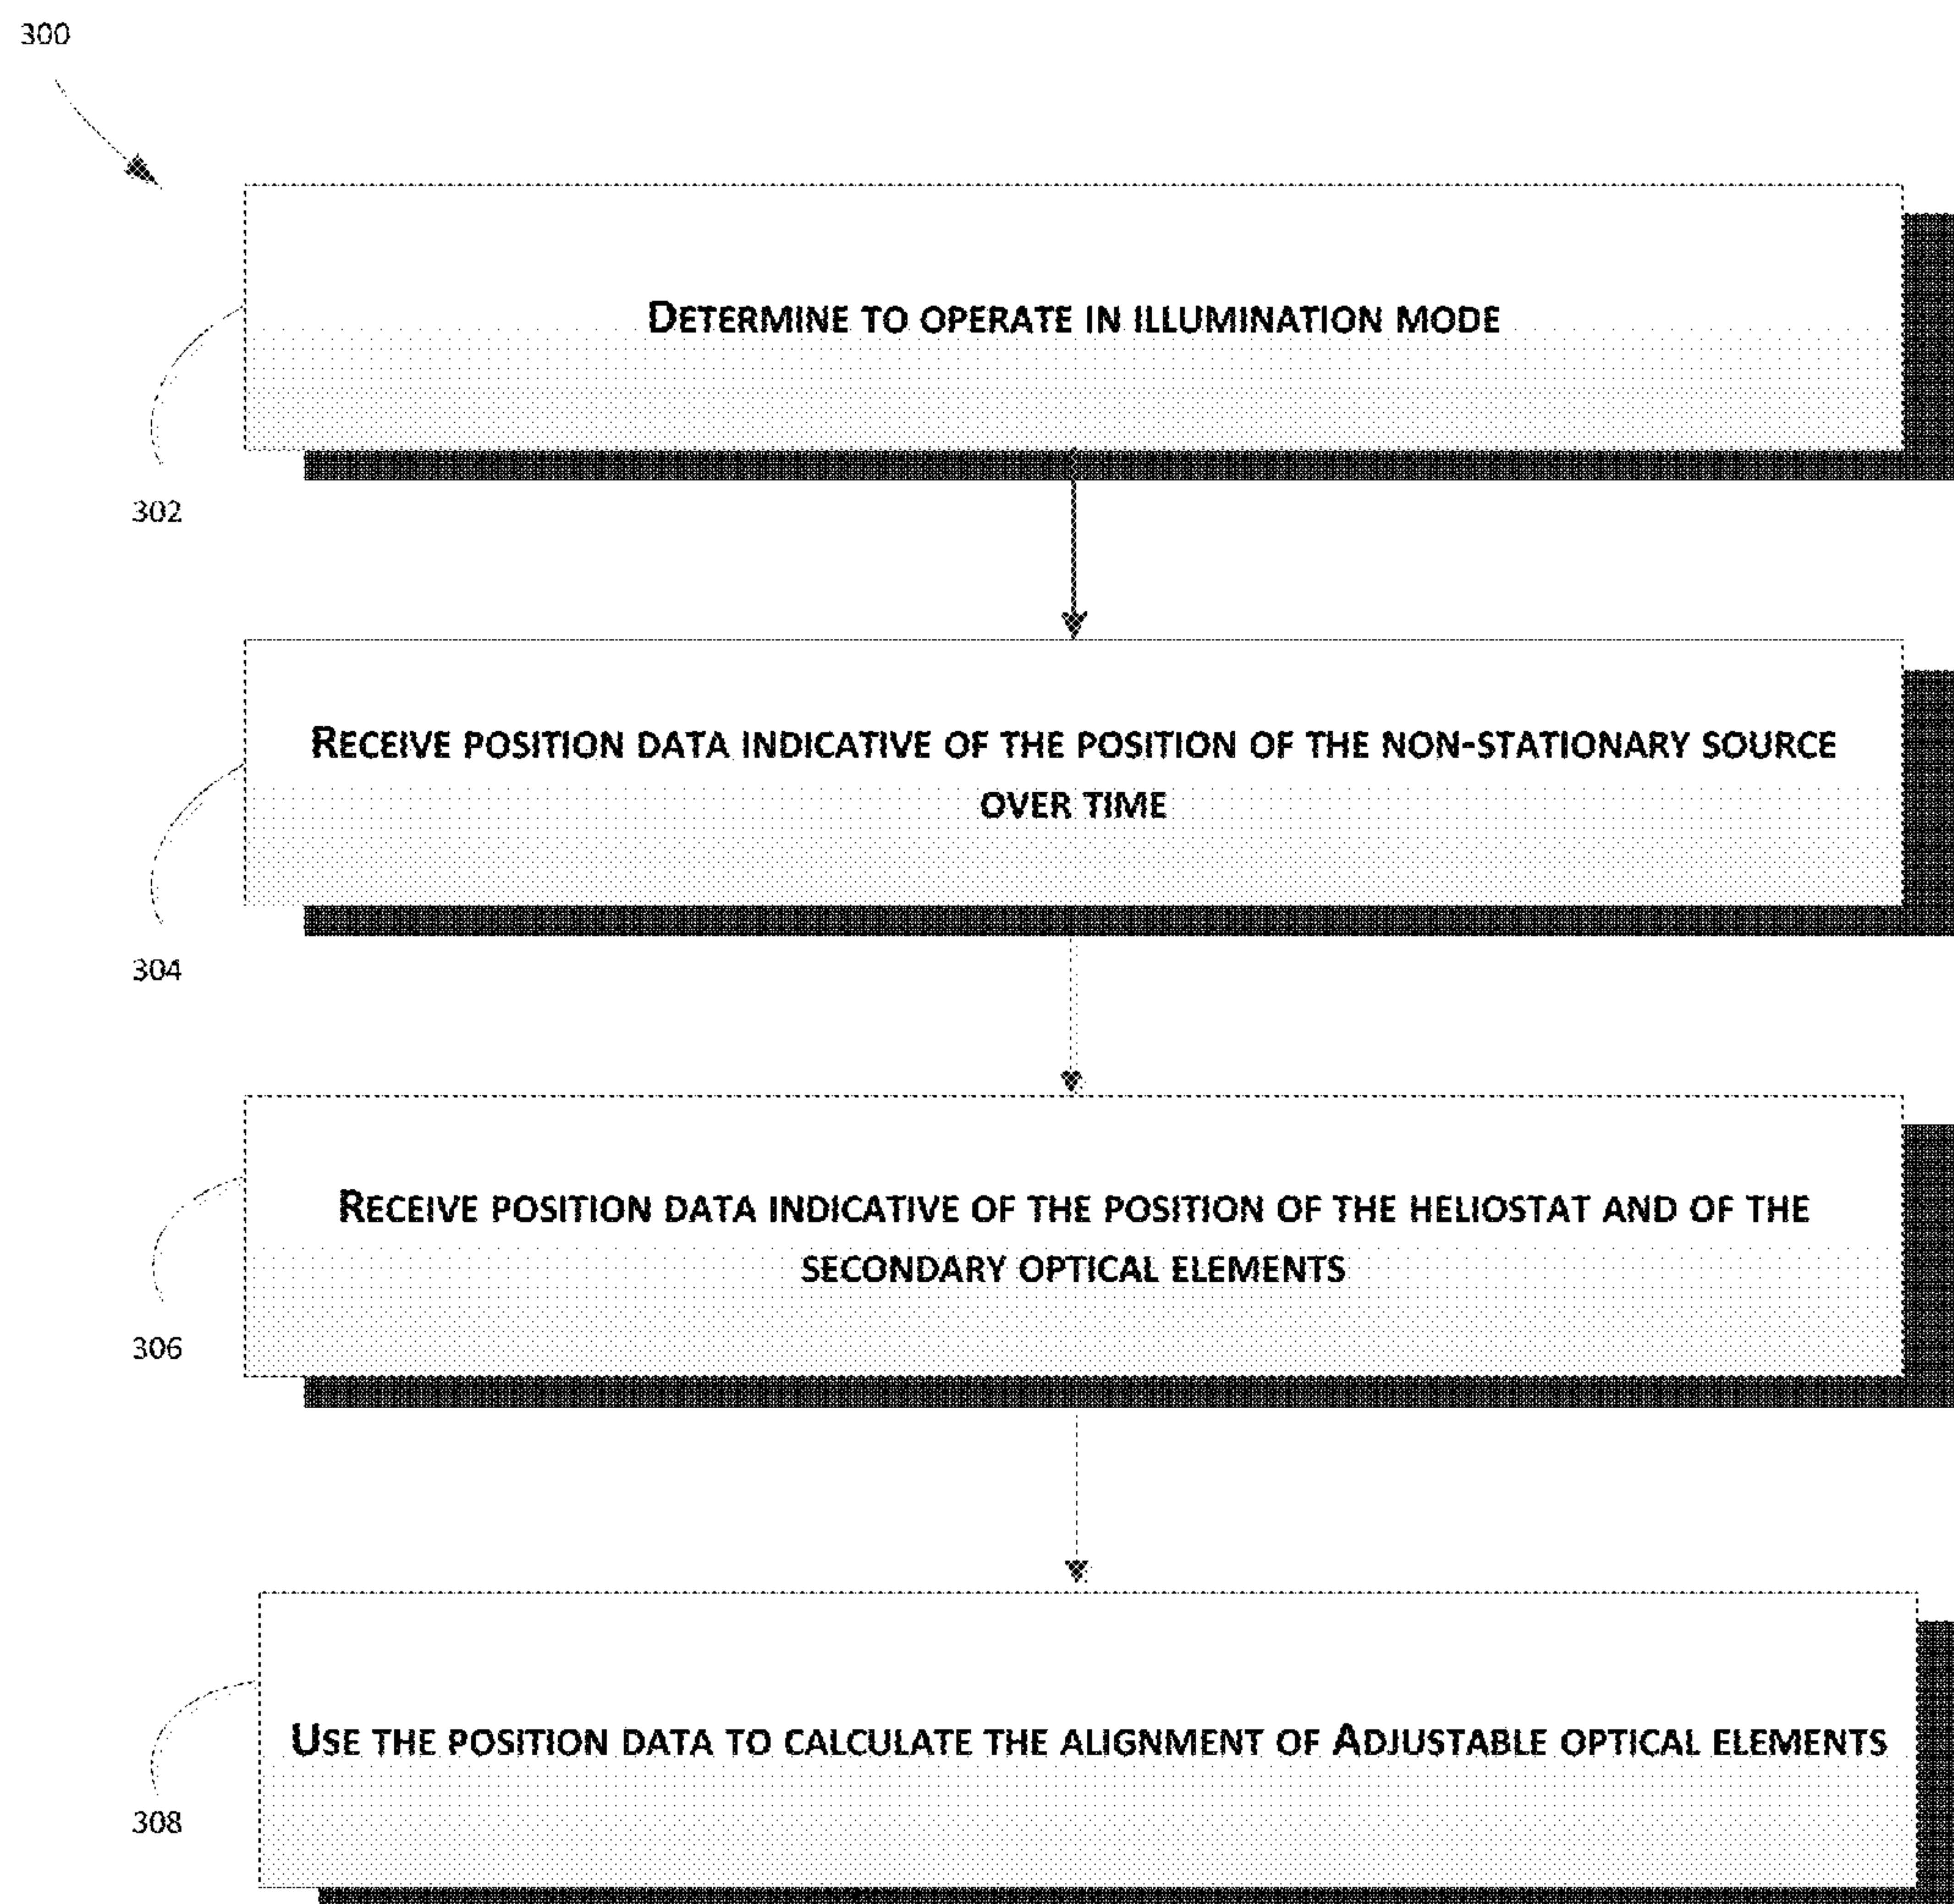 300
DETERMINE TO OPERATE IN ILLUMINATION MODE
302
RECEIVE POSITION DATA INDICATIVE OF THE POSITION OF THE NON-STATIONARY SOURCE
OVER TIME
304
RECEIVE POSITION DATA INDICATIVE OF THE POSITION OF THE HELIOSTAT AND OF THE
SECONDARY OPTICAL ELEMENTS
306
USE THE POSITION DATA TO CALCULATE THE ALIGNMENT OF ADJUSTABLE OPTICAL ELEMENTS
308